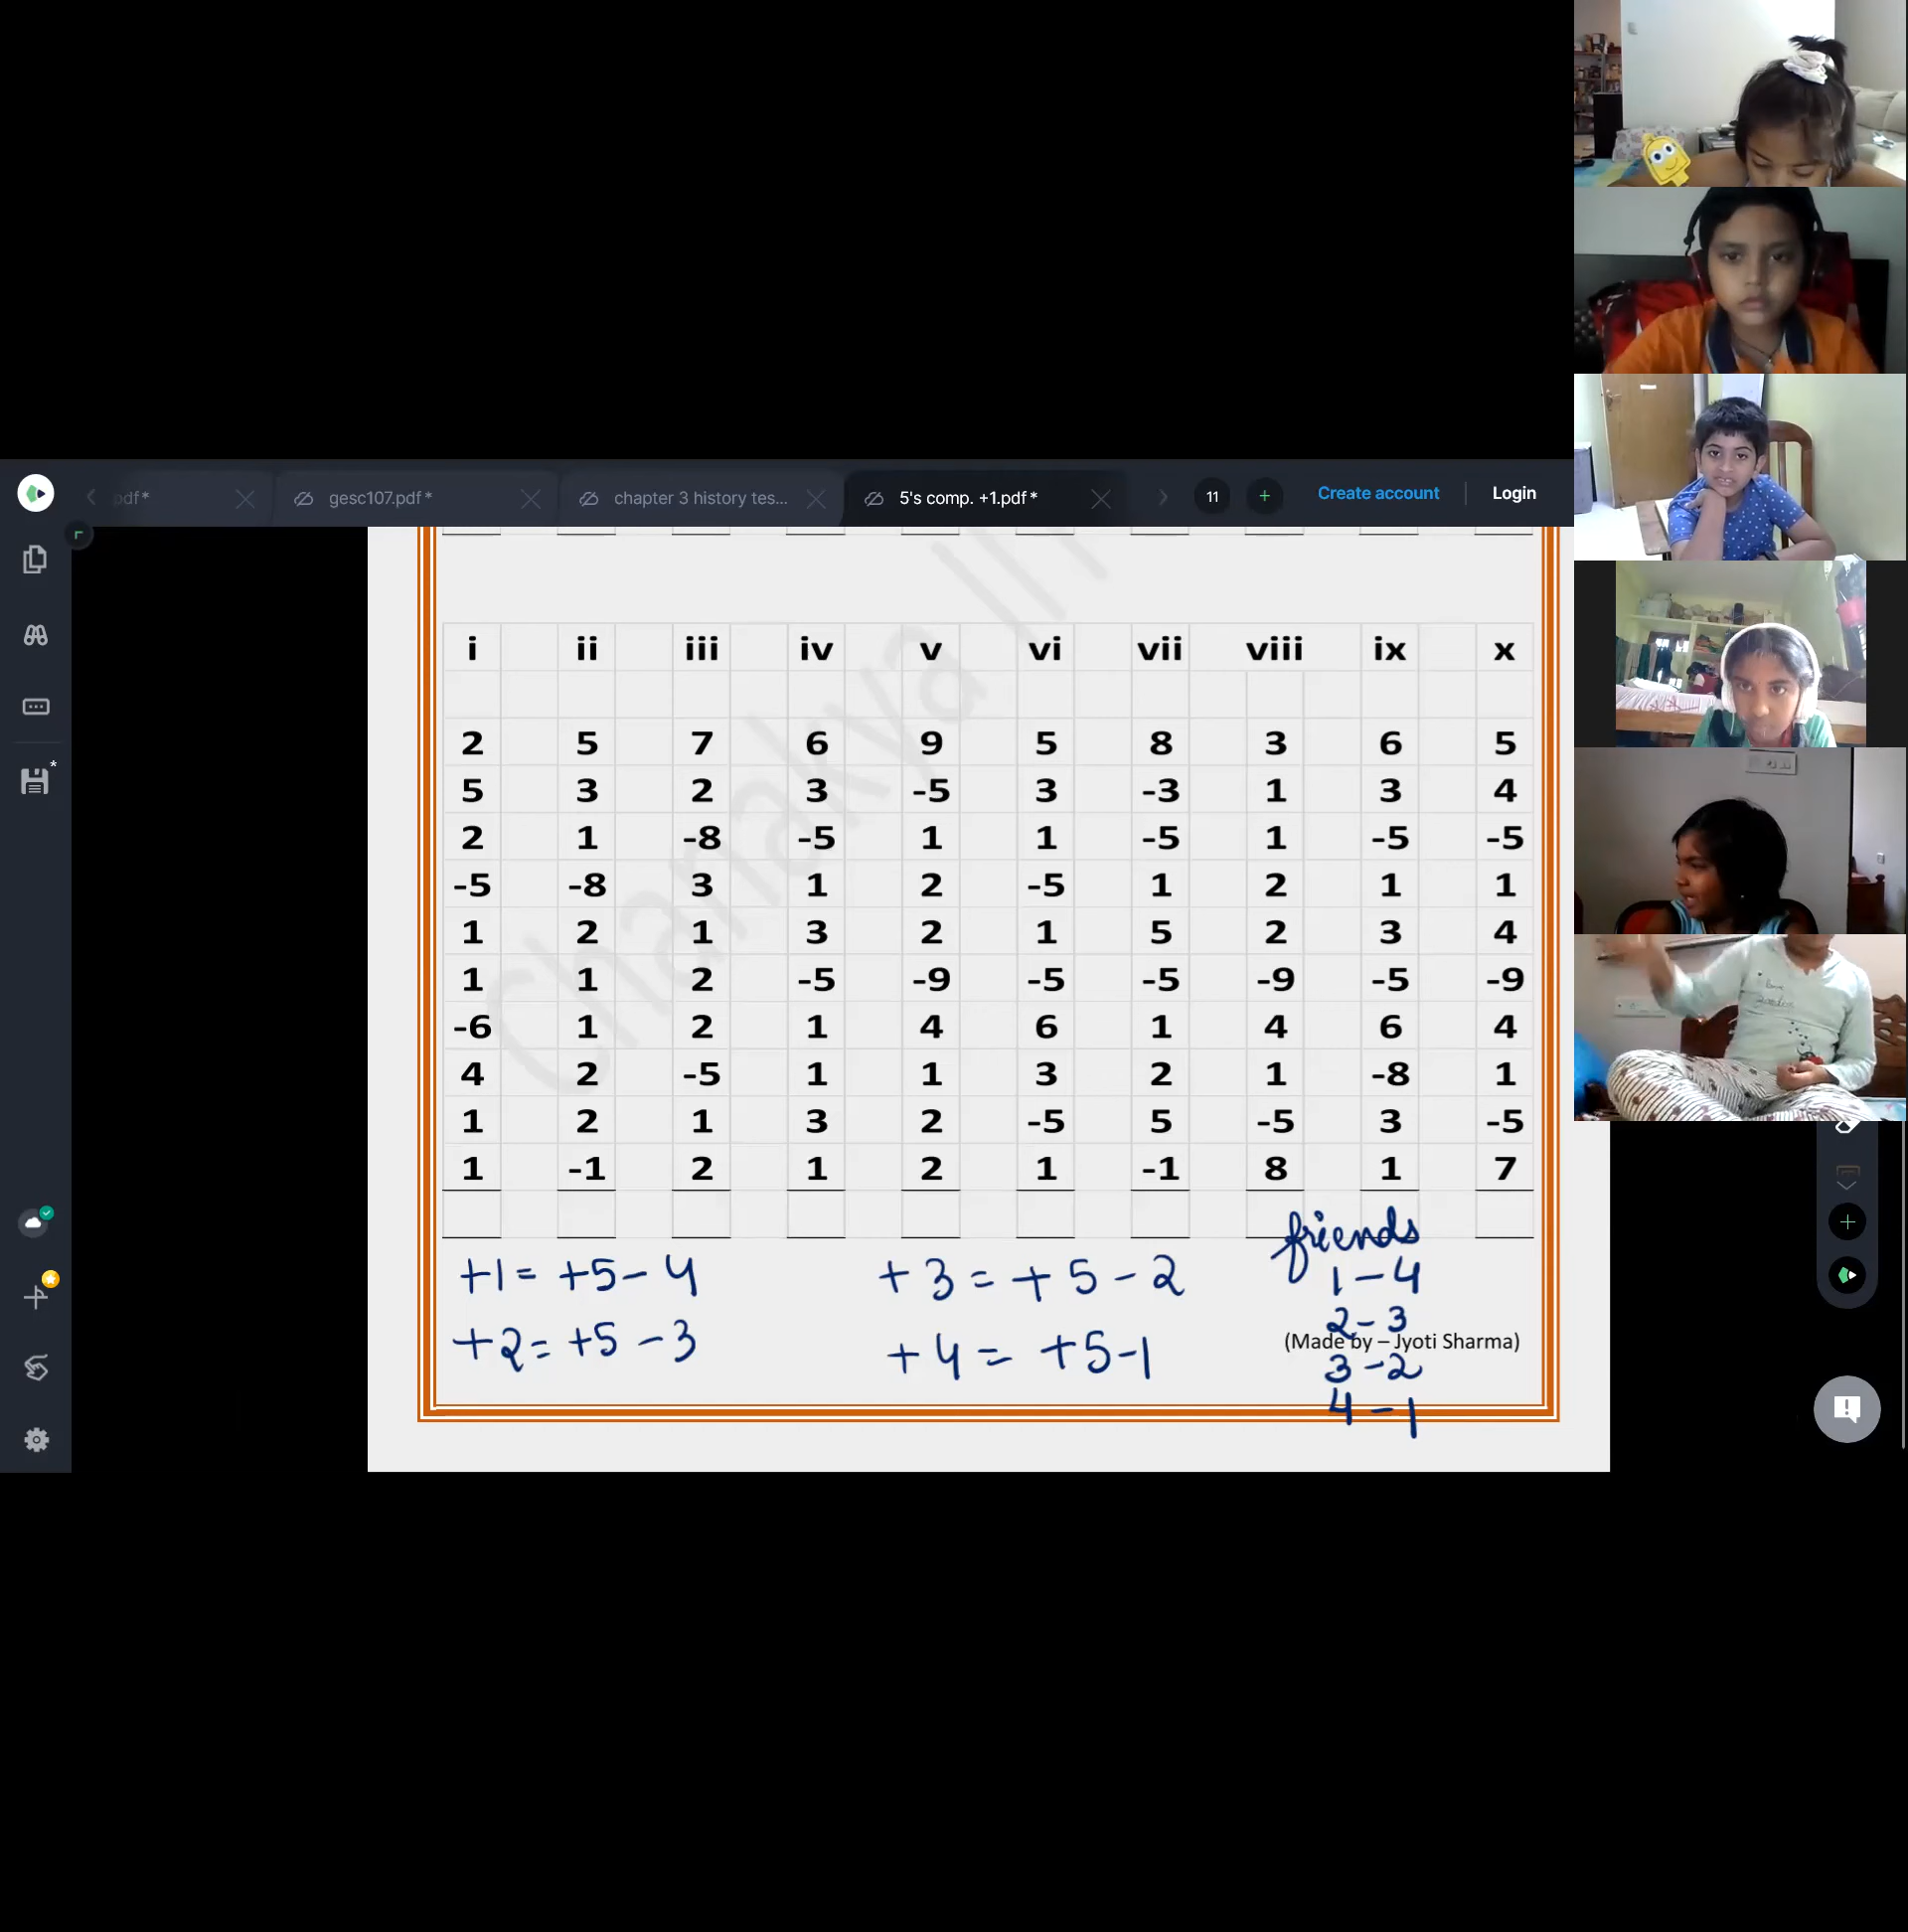 pdf*
gesc107.pdf*
chapter 3 history tes...
5's comp. +1.pdf*
11
+
Create account
Login
i ii iii iv v vi vii viii ix x
2 5 7 6 9 5 8 3 6 5
5 3 2 3 -5 3 -3 1 3 4
2 1 -8 -5 1 1 -5 1 -5 -5
-5 -8 3 1 2 -5 1 2 1 1
1 2 1 3 2 1 5 2 3 4
1 1 2 -5 -9 -5 -5 -9 -5 -9
-6 1 2 1 4 6 1 4 6 4
4 2 -5 1 1 3 2 1 -8 1
1 2 1 3 2 -5 5 -5 3 -5
1 -1 2 1 2 1 -1 8 1 7
Chanakya
+1= +5-4
+2= +5-3
+3 = +5-2
+4 = +5-1
friends
1-4
2-3
3-2
4-1
(Made by – Jyoti Sharma)